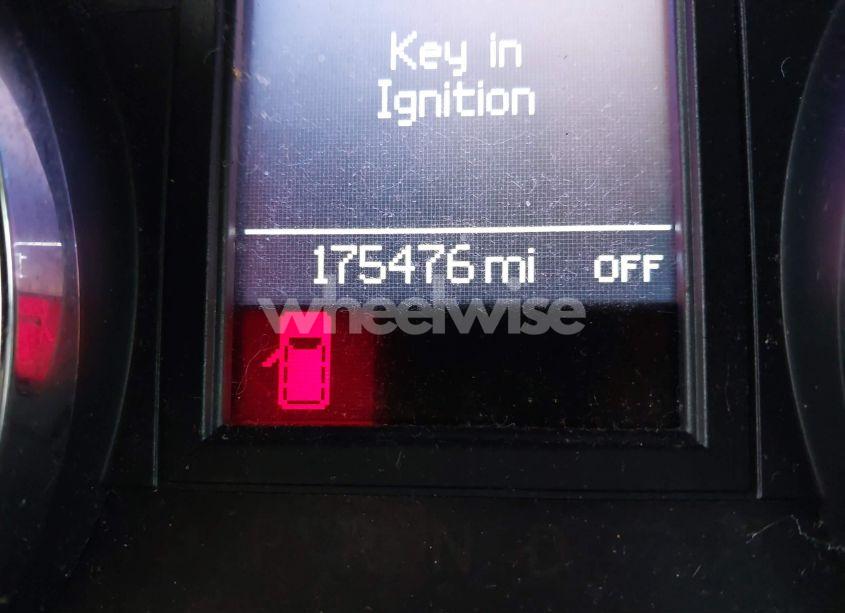 Key in
Ignition
175476 mi OFF
wheelwise
N D